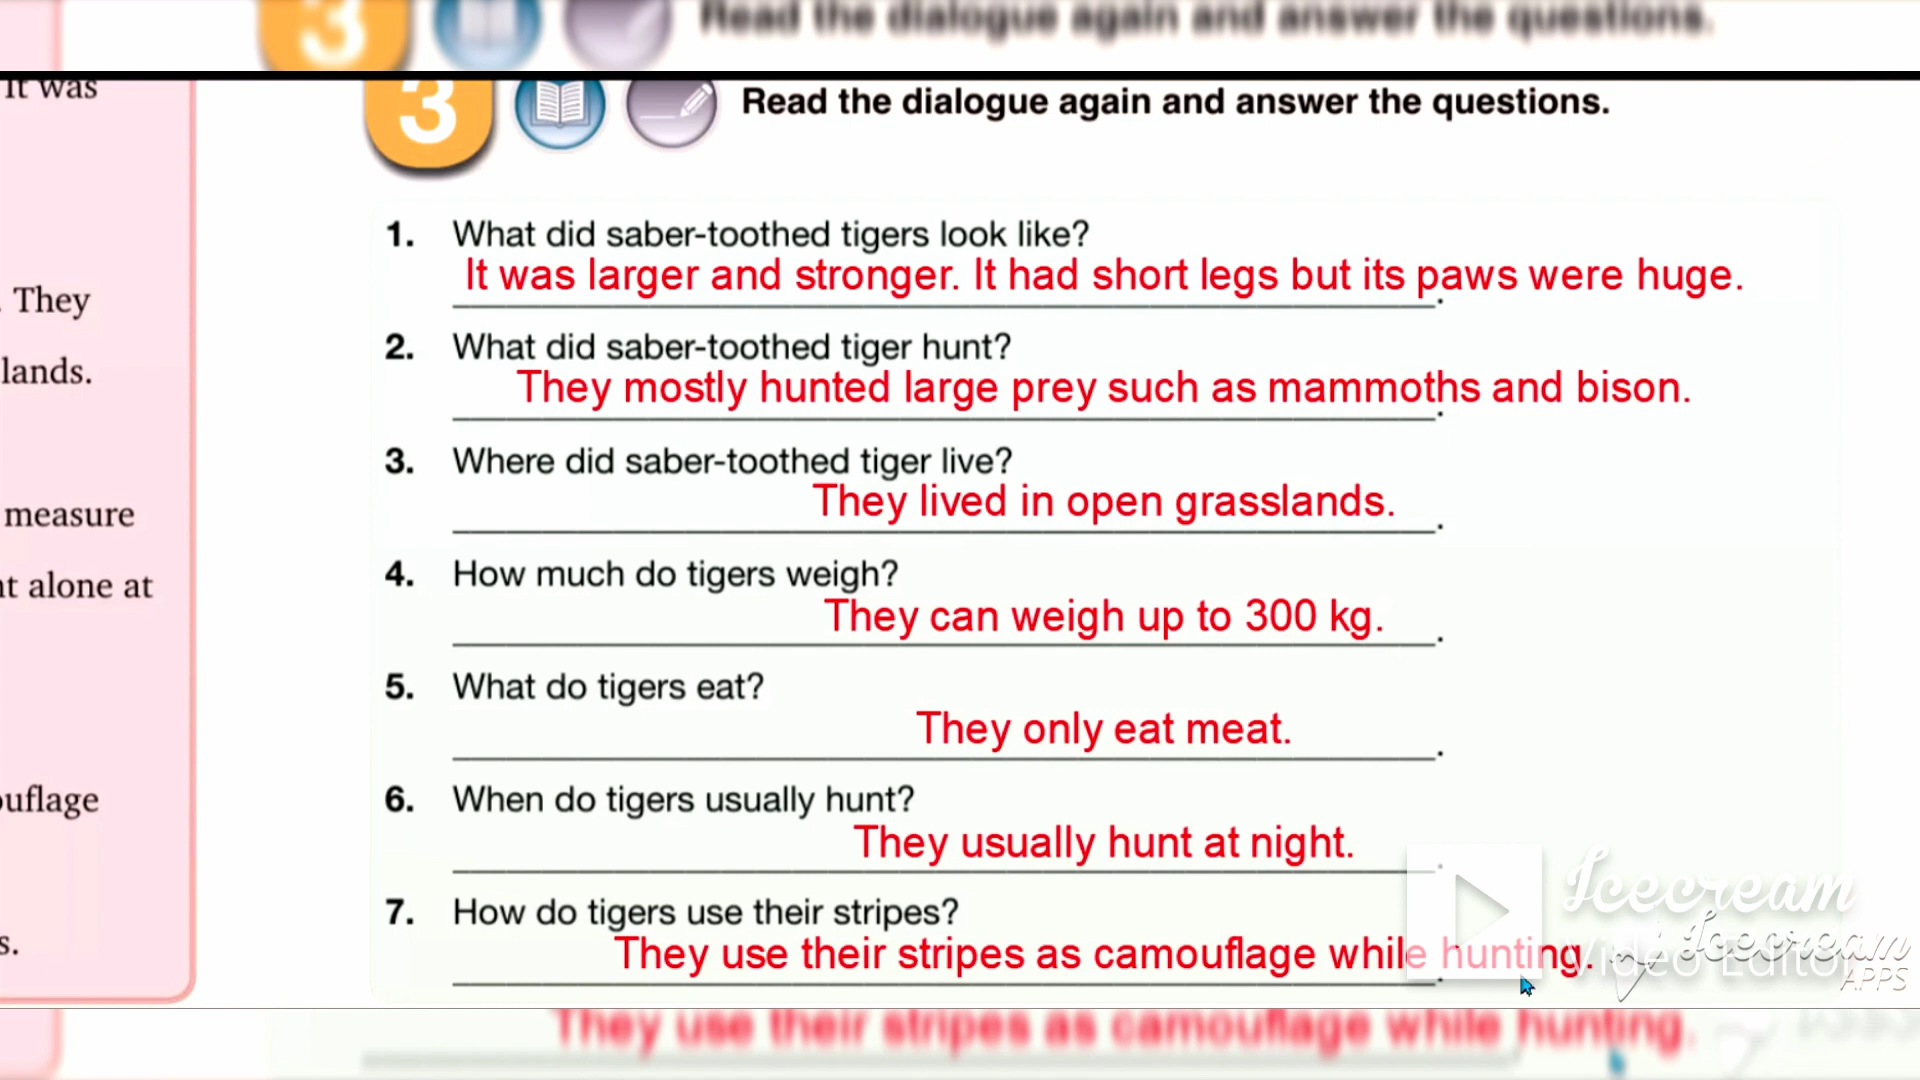 3 Read the dialogue again and answer the questions.
It was
3 Read the dialogue again and answer the questions.
. They
lands.
measure
nt alone at
ouflage
s.
1. What did saber-toothed tigers look like?
It was larger and stronger. It had short legs but its paws were huge.
2. What did saber-toothed tiger hunt?
They mostly hunted large prey such as mammoths and bison.
3. Where did saber-toothed tiger live?
They lived in open grasslands.
4. How much do tigers weigh?
They can weigh up to 300 kg.
5. What do tigers eat?
They only eat meat.
6. When do tigers usually hunt?
They usually hunt at night.
7. How do tigers use their stripes?
They use their stripes as camouflage while hunting.
Icecream
Video Editor
Icecream
APPS
They use their stripes as camouflage while hunting.